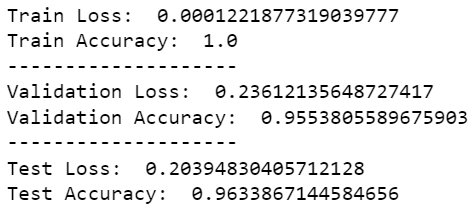 Train Loss:  0.0001221877319039777
Train Accuracy:  1.0
--------------------
Validation Loss:  0.23612135648727417
Validation Accuracy:  0.9553805589675903
--------------------
Test Loss:  0.20394830405712128
Test Accuracy:  0.9633867144584656